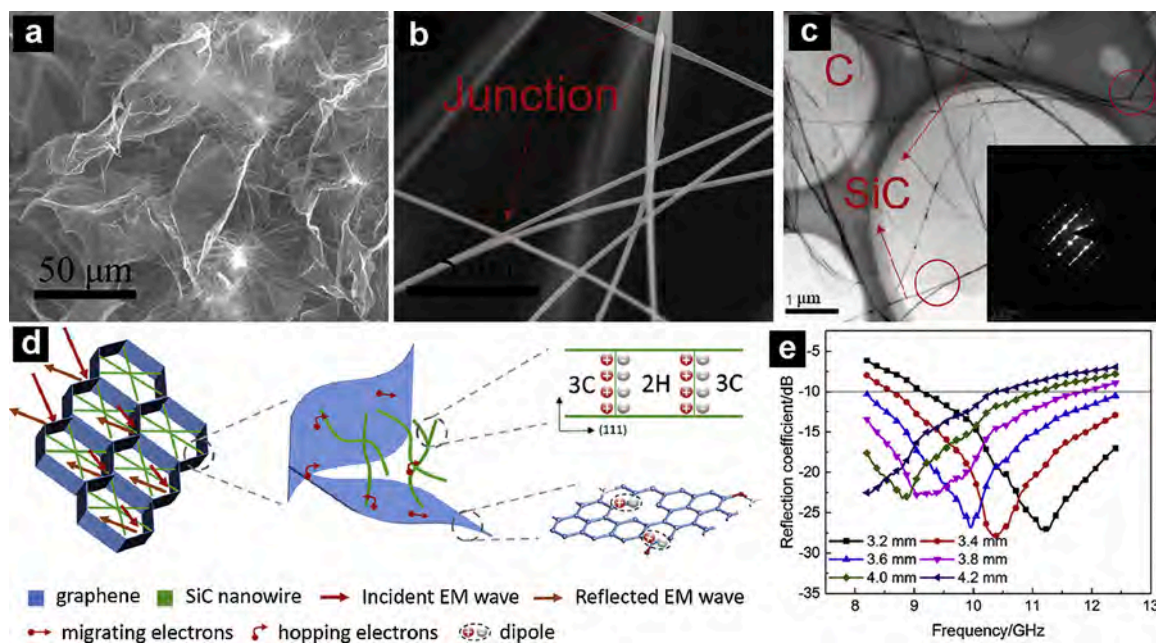 a
50 μm
b
Junction
c
C
SiC
1 μm
d
3C 2H 3C
(111)
graphene SiC nanowire Incident EM wave Reflected EM wave
migrating electrons hopping electrons dipole
e
Reflection coefficient/dB
-5
-10
-15
-20
-25
-30
-35
3.2 mm 3.4 mm
3.6 mm 3.8 mm
4.0 mm 4.2 mm
8 9 10 11 12
Frequency/GHz